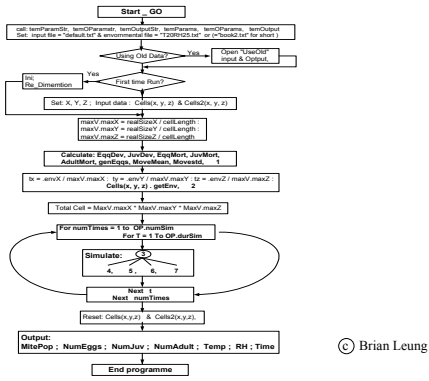 Start _ GO
call: temParamStr, temOParametr, temOutputStr, temParams, temOParams, temOutput
Set: input file = "default.txt" & envornmental file = "T20RH25.txt" or (="book2.txt" for short )
Using Old Data?
Yes
Open "UseOld"
input & Optput,
Ini;
Re_Dimemtion
Yes
First time Run?
Set: X, Y, Z ; Input data : Cells(x, y, z) & Cells2(x, y, z)
maxV.maxX = realSizeX / cellLength :
maxV.maxY = realSizeY / cellLength :
maxV.maxZ = realSizeZ / cellLength :
Calculate: EqqDev, JuvDev, EqqMort, JuvMort,
AdultMort, genEqqs, MoveMean, Movestd, 1
tx = .envX / maxV.maxX : ty = .envY / maxV.maxY : tz = .envZ / maxV.maxZ :
Cells(x, y, z) . getEnv, 2
Total Cell = MaxV.maxX * MaxV.maxY * MaxV.maxZ
For numTimes = 1 to OP.numSim
For T = 1 To OP.durSim
Simulate: 3
4, 5 , 6, 7
Next t
Next numTimes
Reset: Cells(x,y,z) & Cells2(x,y,z),
Output:
MitePop ; NumEggs ; NumJuv ; NumAdult ; Temp ; RH ; Time
End programme
© Brian Leung